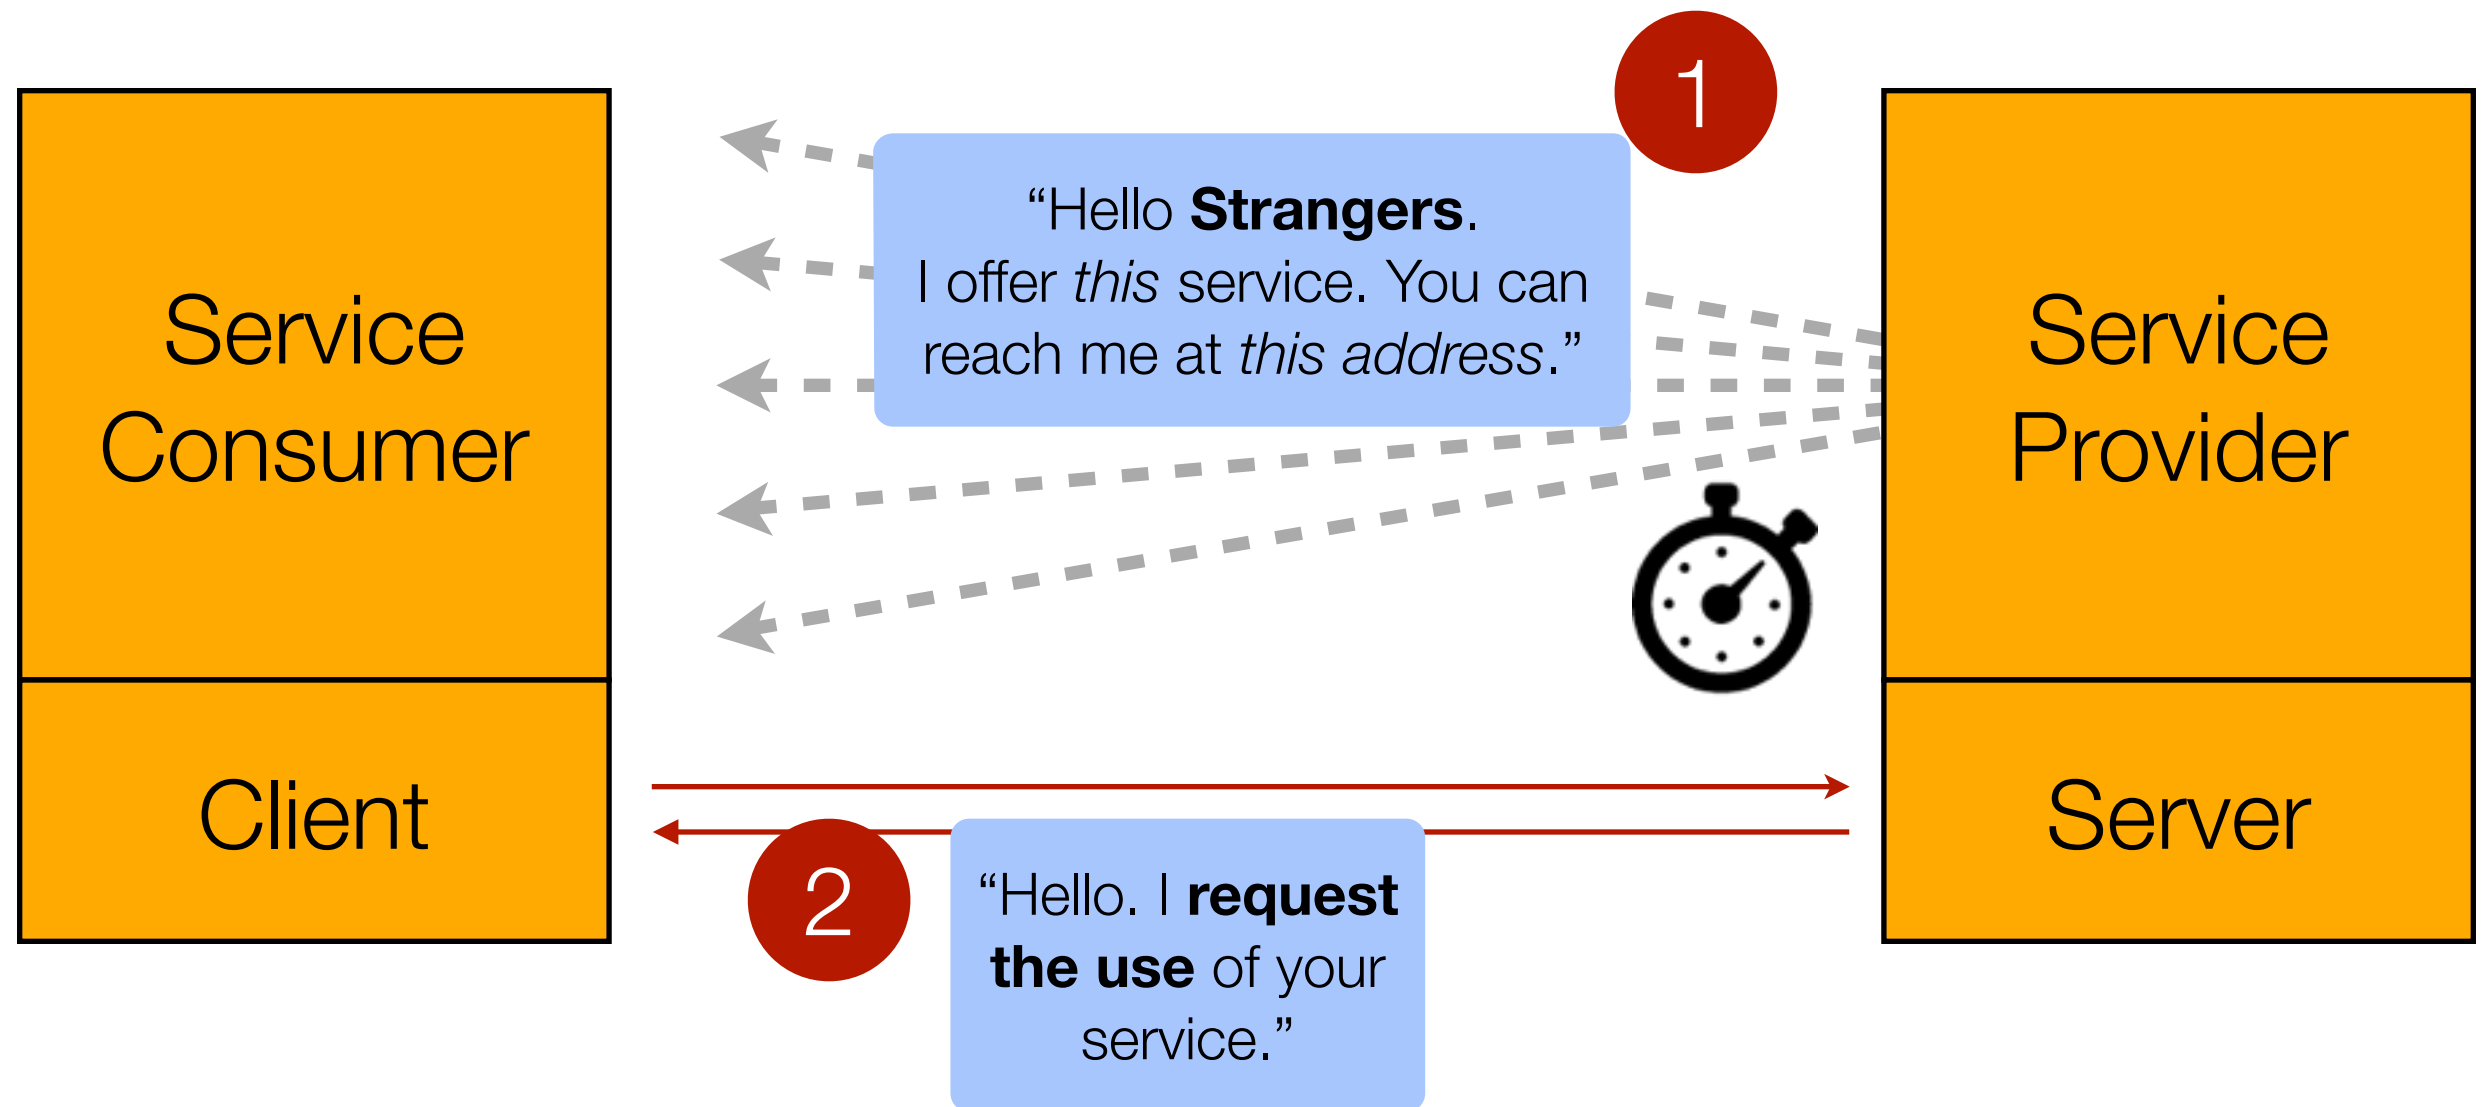 1
“Hello Strangers.
I offer this service. You can
reach me at this address.”
Service
Consumer
Service
Provider
Client
Server
2
“Hello. I request
the use of your
service.”